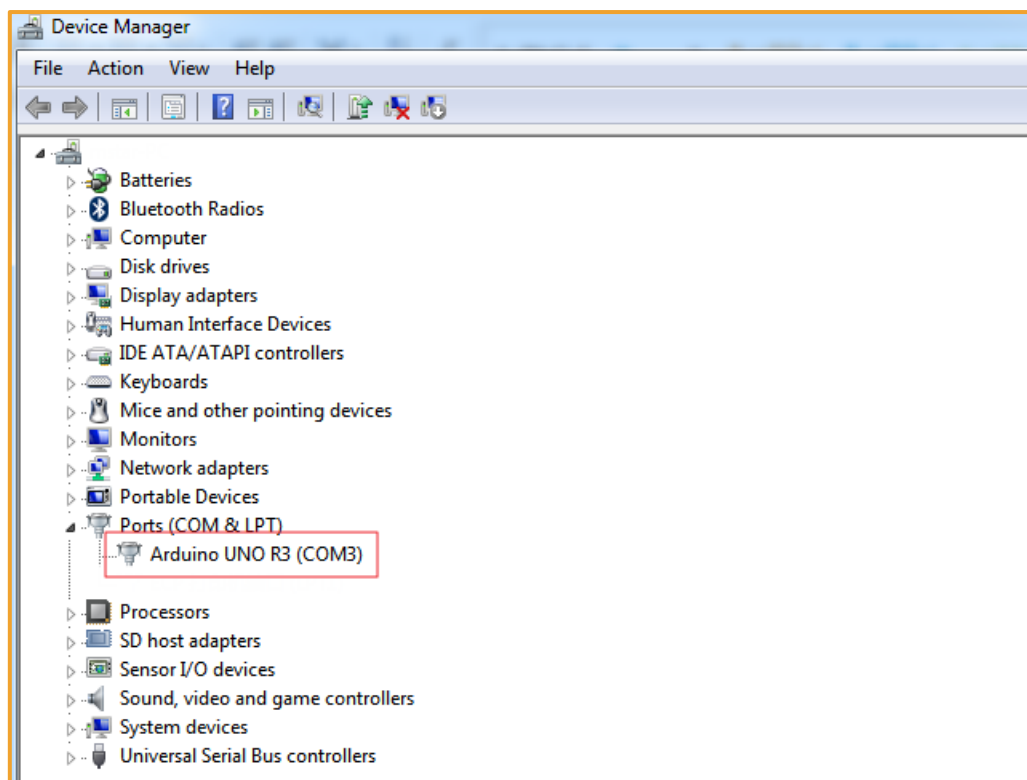 Device Manager
File Action View Help
Batteries
Bluetooth Radios
Computer
Disk drives
Display adapters
Human Interface Devices
IDE ATA/ATAPI controllers
Keyboards
Mice and other pointing devices
Monitors
Network adapters
Portable Devices
Ports (COM & LPT)
Arduino UNO R3 (COM3)
Processors
SD host adapters
Sensor I/O devices
Sound, video and game controllers
System devices
Universal Serial Bus controllers